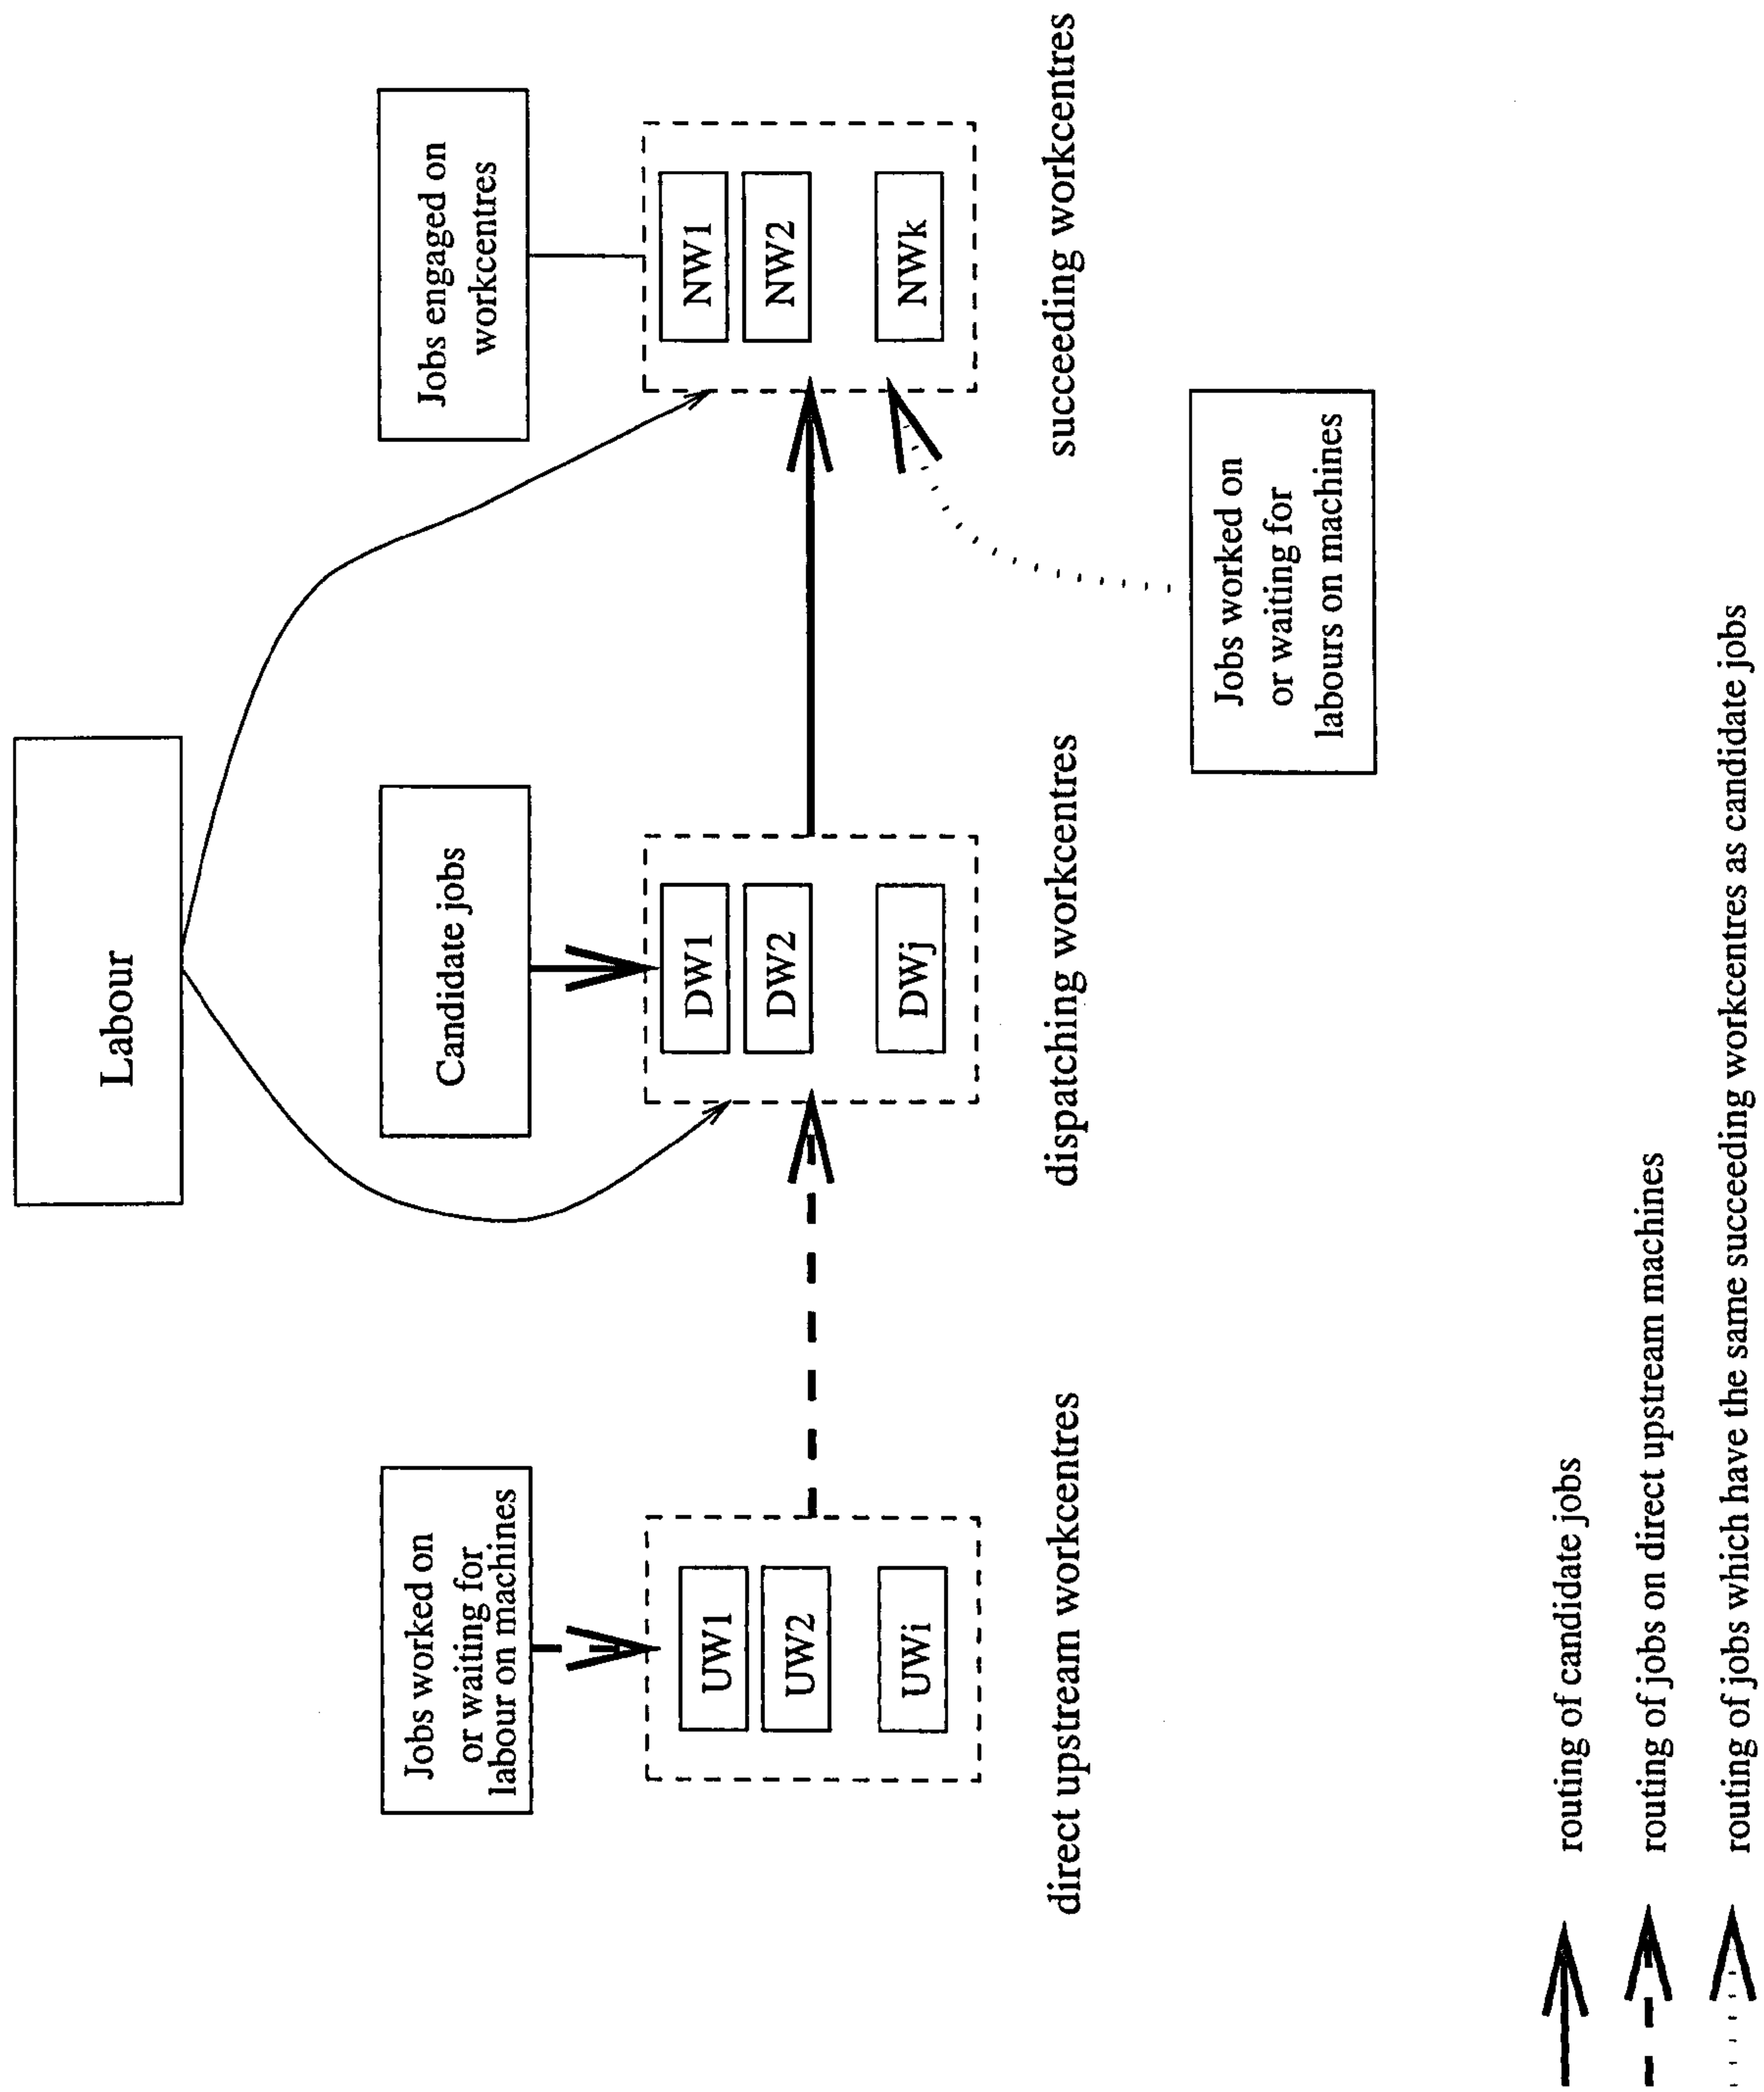 Labour
Jobs worked on
or waiting for
labour on machines
Candidate jobs
Jobs engaged on
workcentres
UW1
UW2
UWi
DW1
DW2
DWj
NW1
NW2
NWk
direct upstream workcentres
dispatching workcentres
succeeding workcentres
Jobs worked on
or waiting for
labours on machines
routing of candidate jobs
routing of jobs on direct upstream machines
routing of jobs which have the same succeeding workcentres as candidate jobs